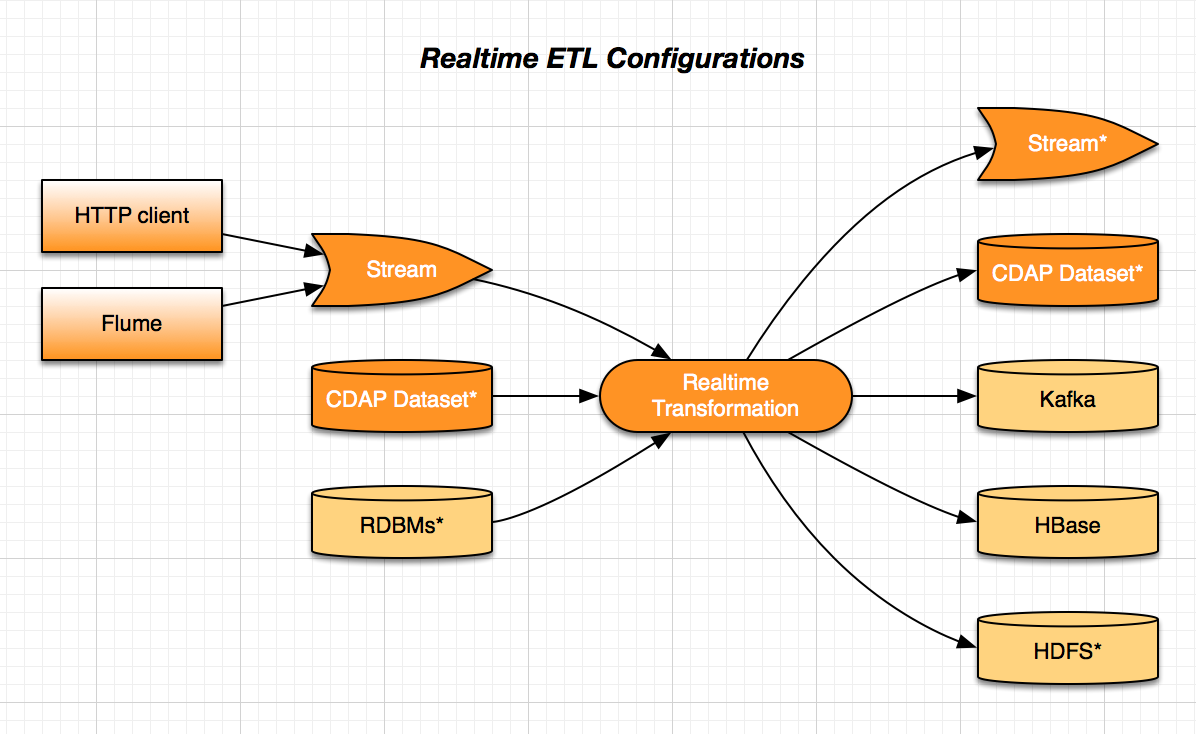 Realtime ETL Configurations
HTTP client
Flume
Stream
CDAP Dataset*
RDBMs*
Realtime
Transformation
Stream*
CDAP Dataset*
Kafka
HBase
HDFS*